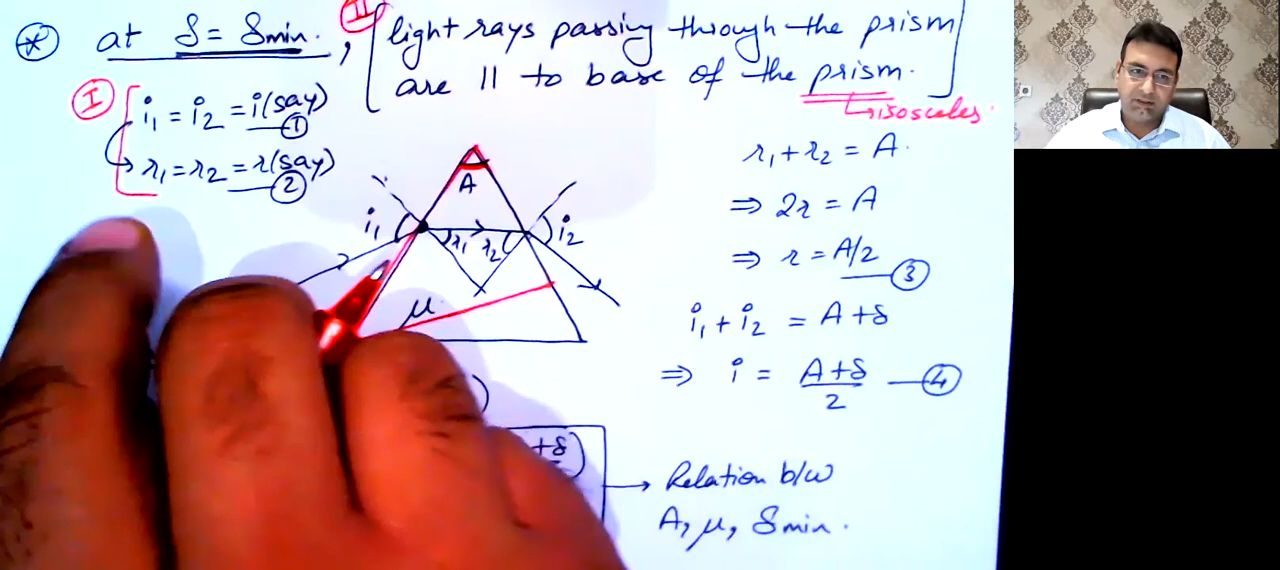 * at δ = δmin. , II light rays passing through the prism
are || to base of the prism.
isosceles.
I i₁ = i₂ = i(say) ①
→ r₁ = r₂ = r(say) ②
A
i₁ r₁ r₂ i₂
μ
r₁ + r₂ = A.
⇒ 2r = A
⇒ r = A/2 ③
i₁ + i₂ = A + δ
⇒ i = A+δ/2 ④
+δ)
→ Relation b/w
A, μ, δmin.